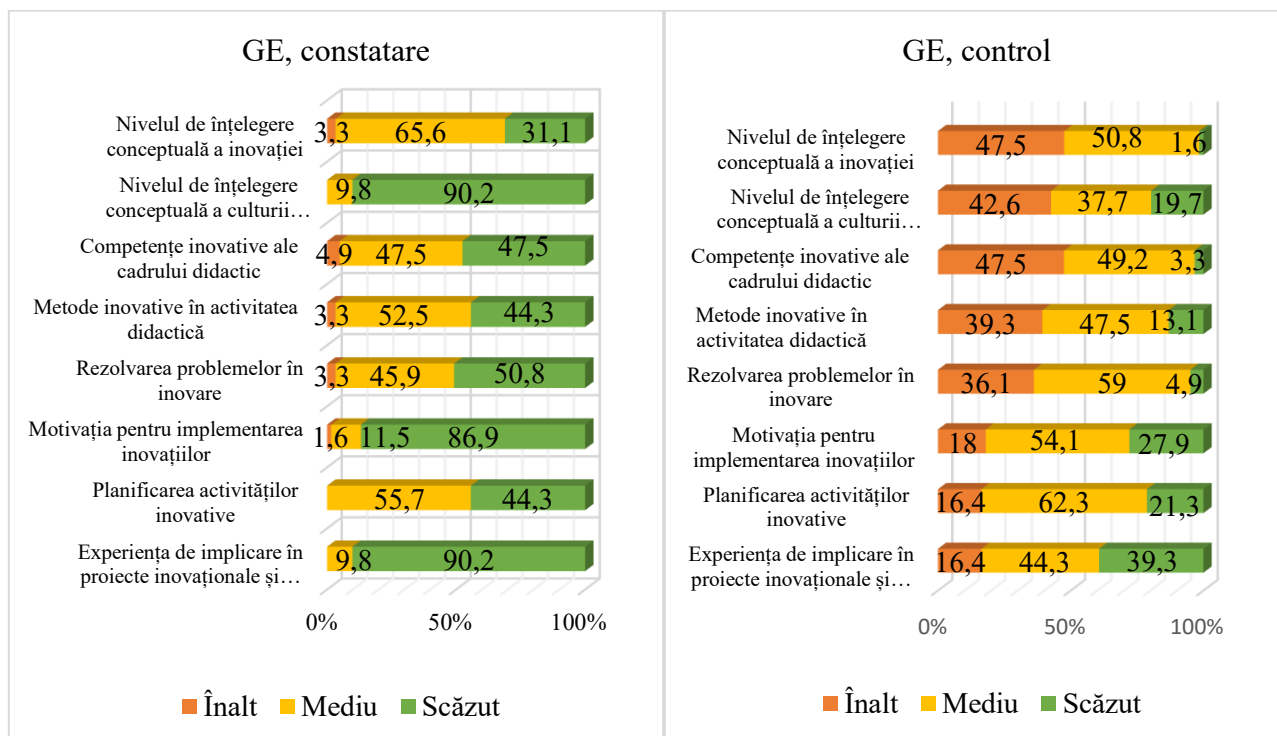 GE, constatare
Nivelul de înțelegere
conceptuală a inovației
3,3 65,6 31,1
Nivelul de înțelegere
conceptuală a culturii…
9,8 90,2
Competențe inovative ale
cadrului didactic
4,9 47,5 47,5
Metode inovative în activitatea
didactică
3,3 52,5 44,3
Rezolvarea problemelor în
inovare
3,3 45,9 50,8
Motivația pentru implementarea
inovațiilor
1,6 11,5 86,9
Planificarea activităților
inovative
55,7 44,3
Experiența de implicare în
proiecte inovaționale și…
9,8 90,2
0% 50% 100%
Înalt Mediu Scăzut
GE, control
Nivelul de înțelegere
conceptuală a inovației
47,5 50,8 1,6
Nivelul de înțelegere
conceptuală a culturii…
42,6 37,7 19,7
Competențe inovative ale
cadrului didactic
47,5 49,2 3,3
Metode inovative în
activitatea didactică
39,3 47,5 13,1
Rezolvarea problemelor în
inovare
36,1 59 4,9
Motivația pentru
implementarea inovațiilor
18 54,1 27,9
Planificarea activităților
inovative
16,4 62,3 21,3
Experiența de implicare în
proiecte inovaționale și…
16,4 44,3 39,3
0% 50% 100%
Înalt Mediu Scăzut